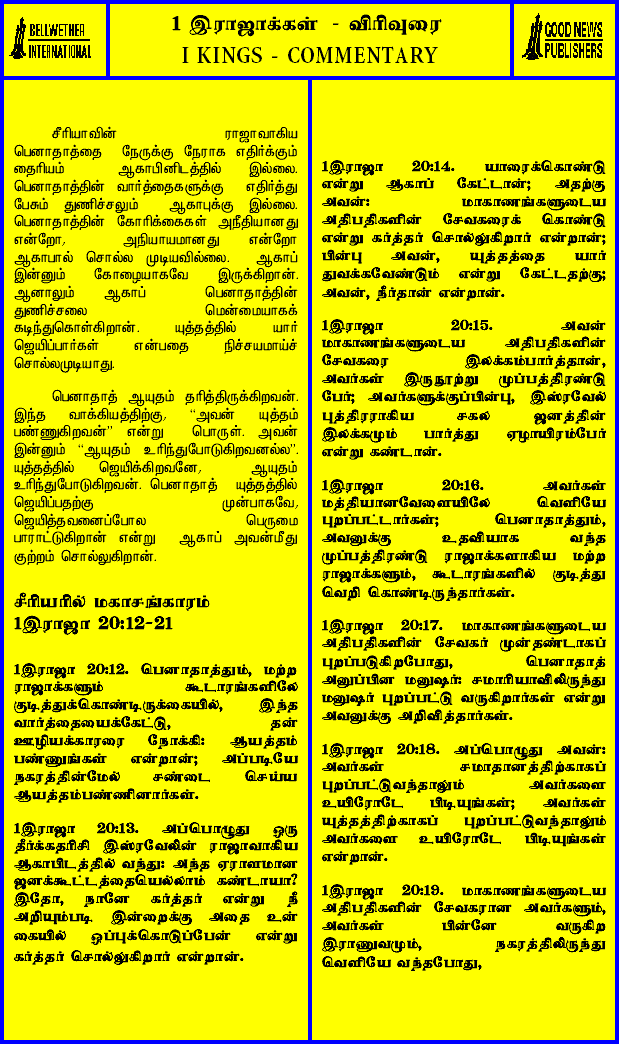 BELLWETHER
INTERNATIONAL
1 இராஜாக்கள் - விரிவுரை
I KINGS - COMMENTARY
GOOD NEWS
PUBLISHERS
சீரியாவின் ராஜாவாகிய
பெனாதாத்தை நேருக்கு நேராக எதிர்க்கும்
தைரியம் ஆகாபினிடத்தில் இல்லை.
பெனாதாத்தின் வார்த்தைகளுக்கு எதிர்த்து
பேசும் துணிச்சலும் ஆகாபுக்கு இல்லை.
பெனாதாத்தின் கோரிக்கைகள் அநீதியானது
என்றோ, அநியாயமானது என்றோ
ஆகாபால் சொல்ல முடியவில்லை. ஆகாப்
இன்னும் கோழையாகவே இருக்கிறான்.
ஆனாலும் ஆகாப் பெனாதாத்தின்
துணிச்சலை மென்மையாகக்
கடிந்துகொள்கிறான். யுத்தத்தில் யார்
ஜெயிப்பார்கள் என்பதை நிச்சயமாய்ச்
சொல்லமுடியாது.
பெனாதாத் ஆயுதம் தரித்திருக்கிறவன்.
இந்த வாக்கியத்திற்கு, “அவன் யுத்தம்
பண்ணுகிறவன்” என்று பொருள். அவன்
இன்னும் “ஆயுதம் உரிந்துபோடுகிறவனல்ல”.
யுத்தத்தில் ஜெயிக்கிறவனே, ஆயுதம்
உரிந்துபோடுகிறவன். பெனாதாத் யுத்தத்தில்
ஜெயிப்பதற்கு முன்பாகவே,
ஜெயித்தவனைப்போல பெருமை
பாராட்டுகிறான் என்று ஆகாப் அவன்மீது
குற்றம் சொல்லுகிறான்.
சீரியரில் மகாசங்காரம்
1இராஜா 20:12-21
1இராஜா 20:12. பெனாதாத்தும், மற்ற
ராஜாக்களும் கூடாரங்களிலே
குடித்துக்கொண்டிருக்கையில், இந்த
வார்த்தையைக்கேட்டு, தன்
ஊழியக்காரரை நோக்கி: ஆயத்தம்
பண்ணுங்கள் என்றான்; அப்படியே
நகரத்தின்மேல் சண்டை செய்ய
ஆயத்தம்பண்ணினார்கள்.
1இராஜா 20:13. அப்பொழுது ஒரு
தீர்க்கதரிசி இஸ்ரவேலின் ராஜாவாகிய
ஆகாபிடத்தில் வந்து: அந்த ஏராளமான
ஜனக்கூட்டத்தையெல்லாம் கண்டாயா?
இதோ, நானே கர்த்தர் என்று நீ
அறியும்படி இன்றைக்கு அதை உன்
கையில் ஒப்புக்கொடுப்பேன் என்று
கர்த்தர் சொல்லுகிறார் என்றான்.
1இராஜா 20:14. யாரைக்கொண்டு
என்று ஆகாப் கேட்டான்; அதற்கு
அவன்: மாகாணங்களுடைய
அதிபதிகளின் சேவகரைக் கொண்டு
என்று கர்த்தர் சொல்லுகிறார் என்றான்;
பின்பு அவன், யுத்தத்தை யார்
துவக்கவேண்டும் என்று கேட்டதற்கு;
அவன், நீர்தான் என்றான்.
1இராஜா 20:15. அவன்
மாகாணங்களுடைய அதிபதிகளின்
சேவகரை இலக்கம்பார்த்தான்,
அவர்கள் இருநூற்று முப்பத்திரண்டு
பேர்; அவர்களுக்குப்பின்பு, இஸ்ரவேல்
புத்திரராகிய சகல ஜனத்தின்
இலக்கமும் பார்த்து ஏழாயிரம்பேர்
என்று கண்டான்.
1இராஜா 20:16. அவர்கள்
மத்தியானவேளையிலே வெளியே
புறப்பட்டார்கள்; பெனாதாத்தும்,
அவனுக்கு உதவியாக வந்த
முப்பத்திரண்டு ராஜாக்களாகிய மற்ற
ராஜாக்களும், கூடாரங்களில் குடித்து
வெறி கொண்டிருந்தார்கள்.
1இராஜா 20:17. மாகாணங்களுடைய
அதிபதிகளின் சேவகர் முன்தண்டாகப்
புறப்படுகிறபோது, பெனாதாத்
அனுப்பின மனுஷர்: சமாரியாவிலிருந்து
மனுஷர் புறப்பட்டு வருகிறார்கள் என்று
அவனுக்கு அறிவித்தார்கள்.
1இராஜா 20:18. அப்பொழுது அவன்:
அவர்கள் சமாதானத்திற்காகப்
புறப்பட்டுவந்தாலும் அவர்களை
உயிரோடே பிடியுங்கள்; அவர்கள்
யுத்தத்திற்காகப் புறப்பட்டுவந்தாலும்
அவர்களை உயிரோடே பிடியுங்கள்
என்றான்.
1இராஜா 20:19. மாகாணங்களுடைய
அதிபதிகளின் சேவகரான அவர்களும்,
அவர்கள் பின்னே வருகிற
இராணுவமும், நகரத்திலிருந்து
வெளியே வந்தபோது,